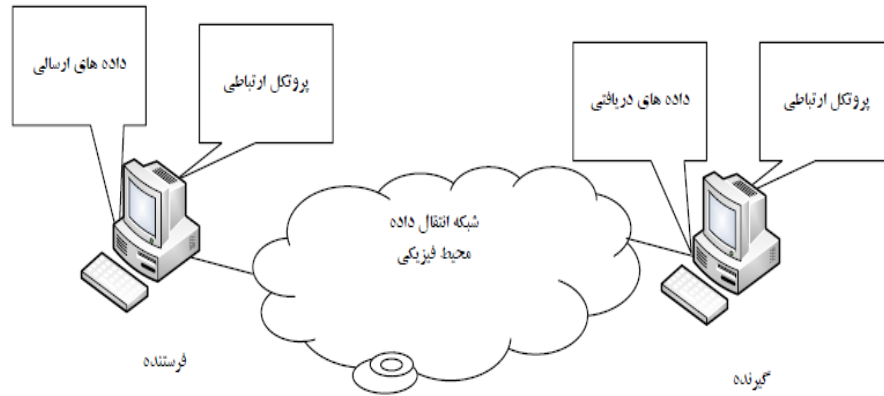 داده های ارسالی
پروتکل ارتباطی
داده های دریافتی
پروتکل ارتباطی
شبکه انتقال داده
محیط فیزیکی
فرستنده
گیرنده